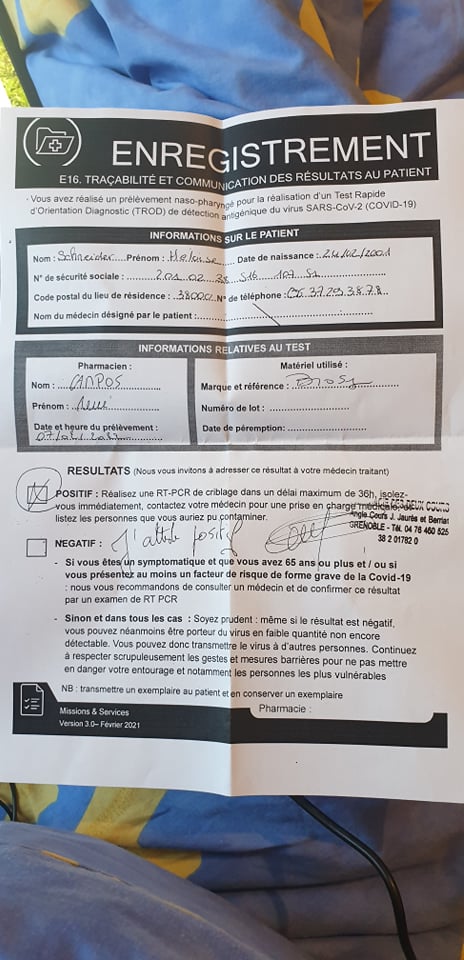 ENREGISTREMENT
E16. TRAÇABILITÉ ET COMMUNICATION DES RÉSULTATS AU PATIENT
- Vous avez réalisé un prélèvement naso-pharyngé pour la réalisation d'un Test Rapide
d'Orientation Diagnostic (TROD) de détection antigénique du virus SARS-CoV-2 (COVID-19)
INFORMATIONS SUR LE PATIENT
Nom : Schneider Prénom : Heloïse Date de naissance : 24/02/2001
N° de sécurité sociale : 2 01 02 38 516 107 51
Code postal du lieu de résidence : 38000 N° de téléphone : 06 37 29 38 78
Nom du médecin désigné par le patient :
INFORMATIONS RELATIVES AU TEST
Pharmacien :
Nom : CAMPOS
Prénom : Remi
Date et heure du prélèvement :
Matériel utilisé :
Marque et référence :
Numéro de lot :
Date de péremption :
RESULTATS (Nous vous invitons à adresser ce résultat à votre médecin traitant)
POSITIF : Réalisez une RT-PCR de criblage dans un délai maximum de 36h, isolez-
vous immédiatement, contactez votre médecin pour une prise en charge médicale, et
listez les personnes que vous auriez pu contaminer.
DES DEUX COURS
Angle Cours J. Jaurès et Berriat
GRENOBLE - Tél. 04 76 460 525
38 2 01782 0
NEGATIF :
J'atteste positif
- Si vous êtes un symptomatique et que vous avez 65 ans ou plus et / ou si
vous présentez au moins un facteur de risque de forme grave de la Covid-19
: nous vous recommandons de consulter un médecin et de confirmer ce résultat
par un examen de RT PCR
- Sinon et dans tous les cas : Soyez prudent : même si le résultat est négatif,
vous pouvez néanmoins être porteur du virus en faible quantité non encore
détectable. Vous pouvez donc transmettre le virus à d'autres personnes. Continuez
à respecter scrupuleusement les gestes et mesures barrières pour ne pas mettre
en danger votre entourage et notamment les personnes les plus vulnérables
NB : transmettre un exemplaire au patient et en conserver un exemplaire
Missions & Services
Version 3.0– Février 2021
Pharmacie :